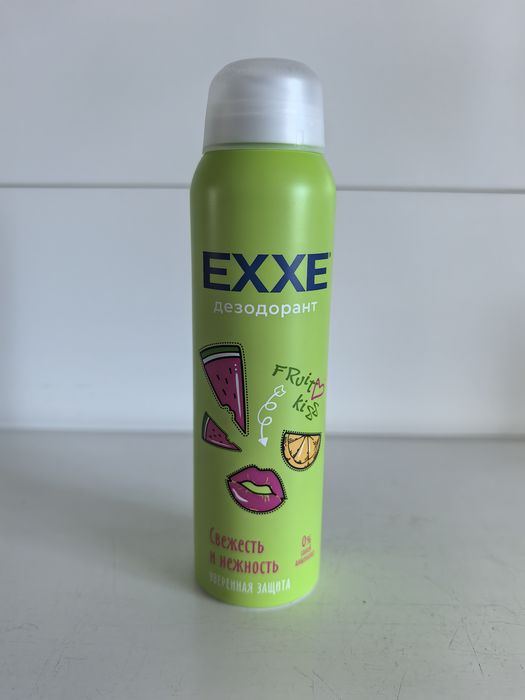 EXXE
дезодорант
FRuit
kiss
Свежесть
и нежность
УВЕРЕННАЯ ЗАЩИТА
0%